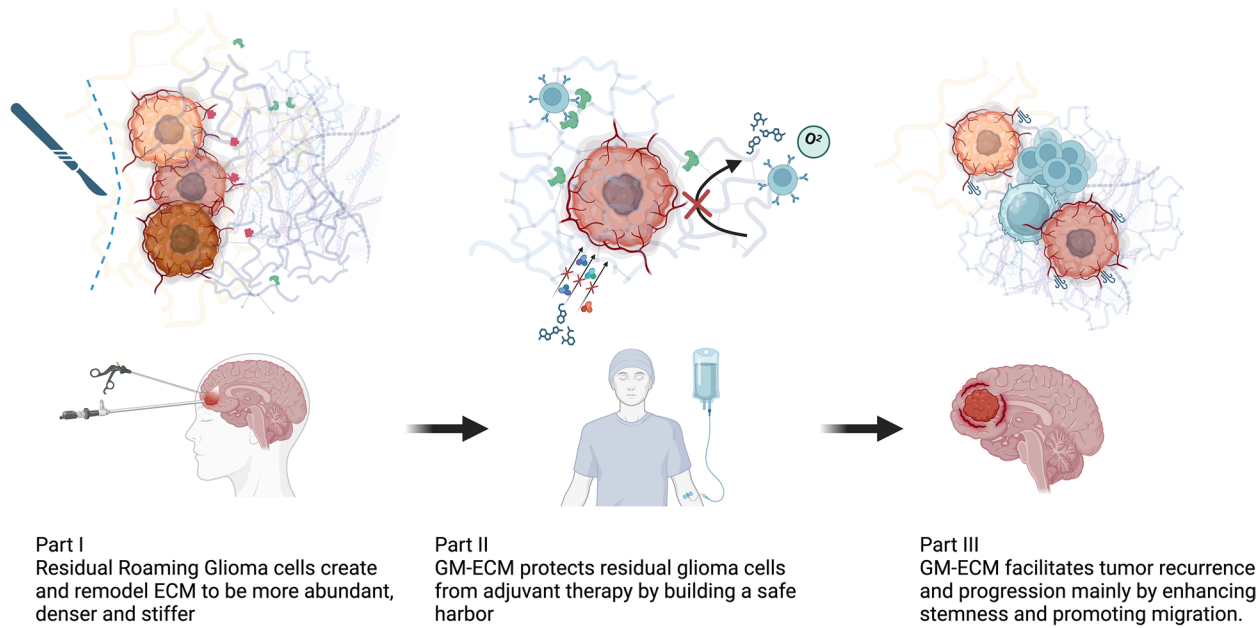 O²
Part I
Residual Roaming Glioma cells create
and remodel ECM to be more abundant,
denser and stiffer
Part II
GM-ECM protects residual glioma cells
from adjuvant therapy by building a safe
harbor
Part III
GM-ECM facilitates tumor recurrence
and progression mainly by enhancing
stemness and promoting migration.